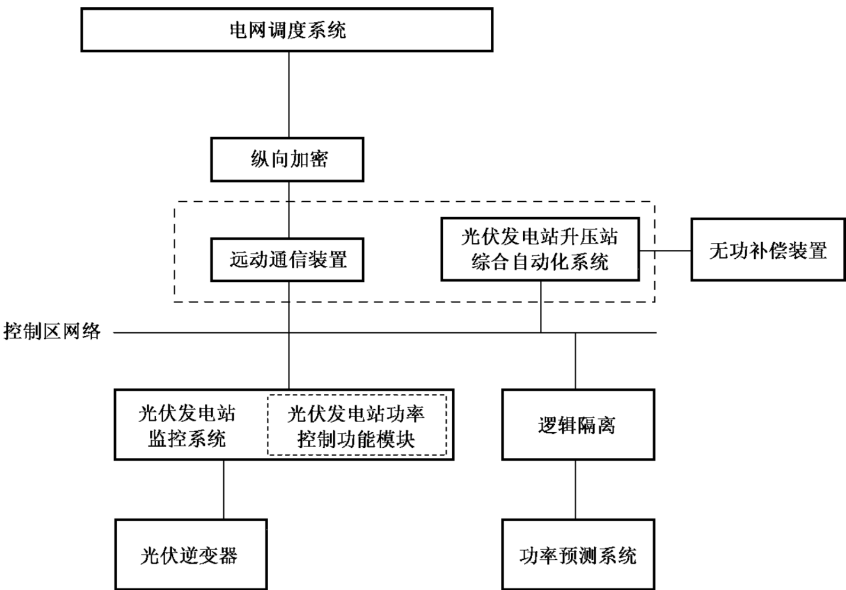 电网调度系统
纵向加密
远动通信装置
光伏发电站升压站
综合自动化系统
无功补偿装置
控制区网络
光伏发电站
监控系统
光伏发电站功率
控制功能模块
逻辑隔离
光伏逆变器
功率预测系统